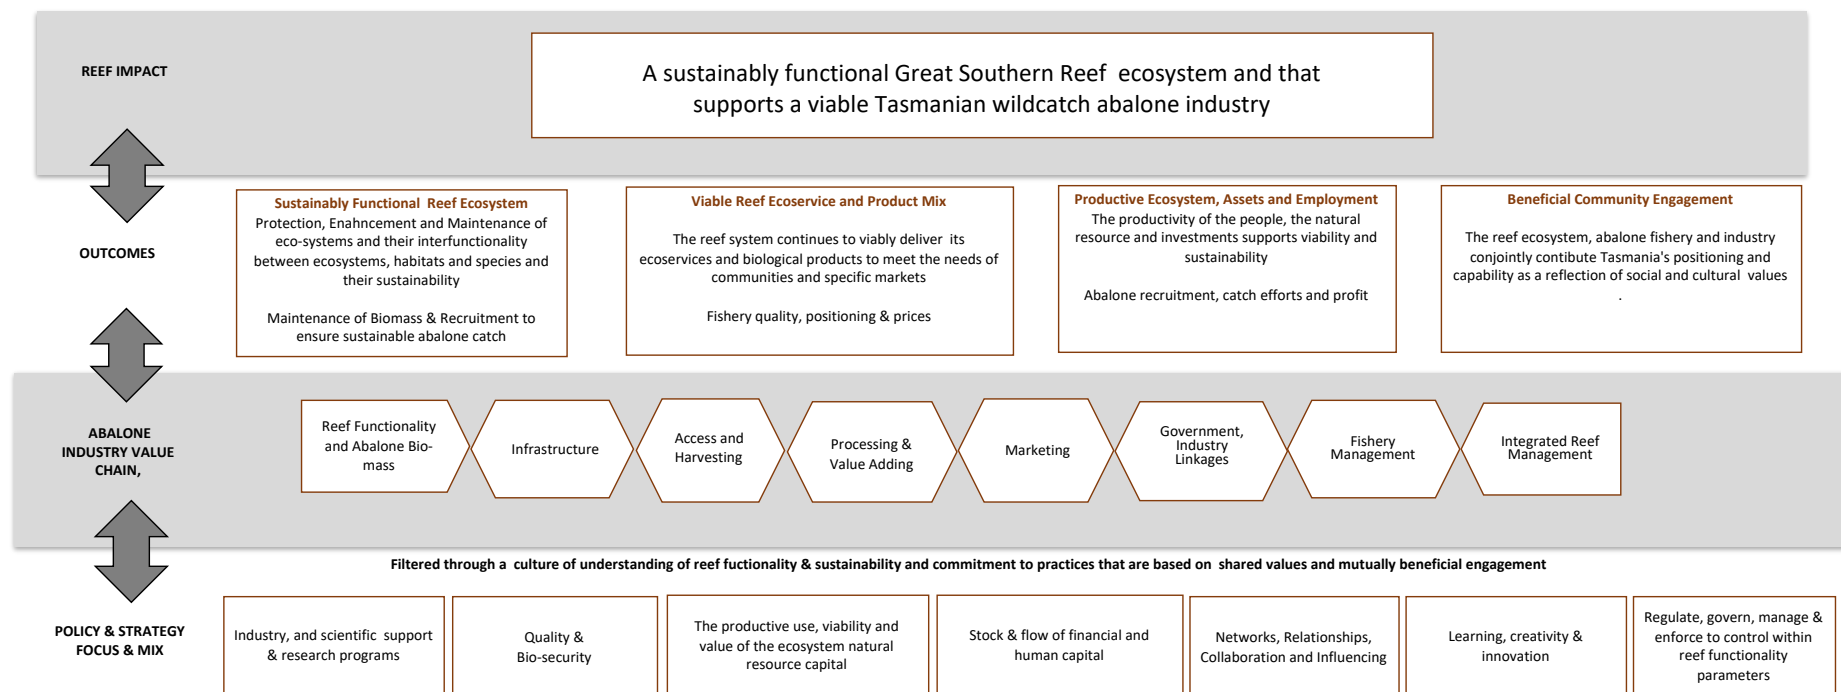 REEF IMPACT
A sustainably functional Great Southern Reef ecosystem and that
supports a viable Tasmanian wildcatch abalone industry
OUTCOMES
Sustainably Functional Reef Ecosystem
Protection, Enahncement and Maintenance of
eco-systems and their interfunctionality
between ecosystems, habitats and species and
their sustainability
Maintenance of Biomass & Recruitment to
ensure sustainable abalone catch
Viable Reef Ecoservice and Product Mix
The reef system continues to viably deliver its
ecoservices and biological products to meet the needs of
communities and specific markets
Fishery quality, positioning & prices
Productive Ecosystem, Assets and Employment
The productivity of the people, the natural
resource and investments supports viability and
sustainability
Abalone recruitment, catch efforts and profit
Beneficial Community Engagement
The reef ecosystem, abalone fishery and industry
conjointly contibute Tasmania's positioning and
capability as a reflection of social and cultural values
.
ABALONE
INDUSTRY VALUE
CHAIN,
Reef Functionality
and Abalone Bio-
mass
Infrastructure
Access and
Harvesting
Processing &
Value Adding
Marketing
Government,
Industry
Linkages
Fishery
Management
Integrated Reef
Management
Filtered through a culture of understanding of reef fuctionality & sustainability and commitment to practices that are based on shared values and mutually beneficial engagement
POLICY & STRATEGY
FOCUS & MIX
Industry, and scientific support
& research programs
Quality &
Bio-security
The productive use, viability and
value of the ecosystem natural
resource capital
Stock & flow of financial and
human capital
Networks, Relationships,
Collaboration and Influencing
Learning, creativity &
innovation
Regulate, govern, manage &
enforce to control within
reef functionality
parameters